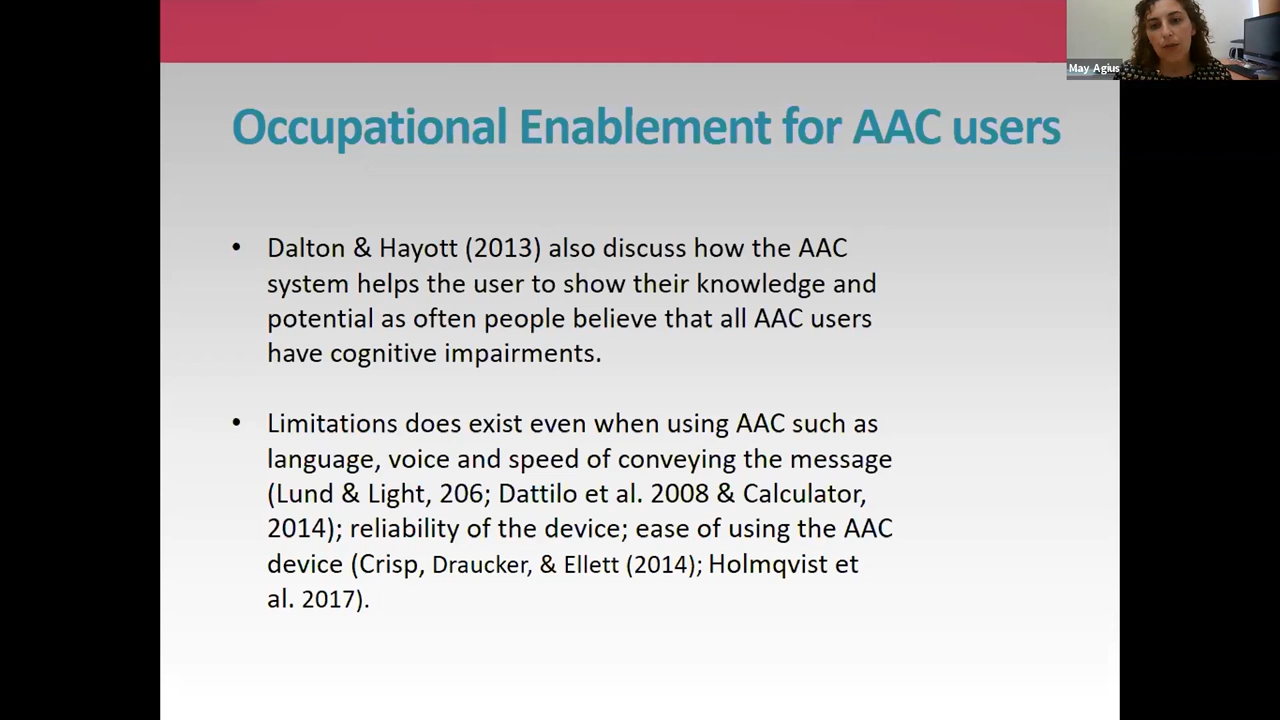 May Agius
Occupational Enablement for AAC users
• Dalton & Hayott (2013) also discuss how the AAC
system helps the user to show their knowledge and
potential as often people believe that all AAC users
have cognitive impairments.
• Limitations does exist even when using AAC such as
language, voice and speed of conveying the message
(Lund & Light, 206; Dattilo et al. 2008 & Calculator,
2014); reliability of the device; ease of using the AAC
device (Crisp, Draucker, & Ellett (2014); Holmqvist et
al. 2017).